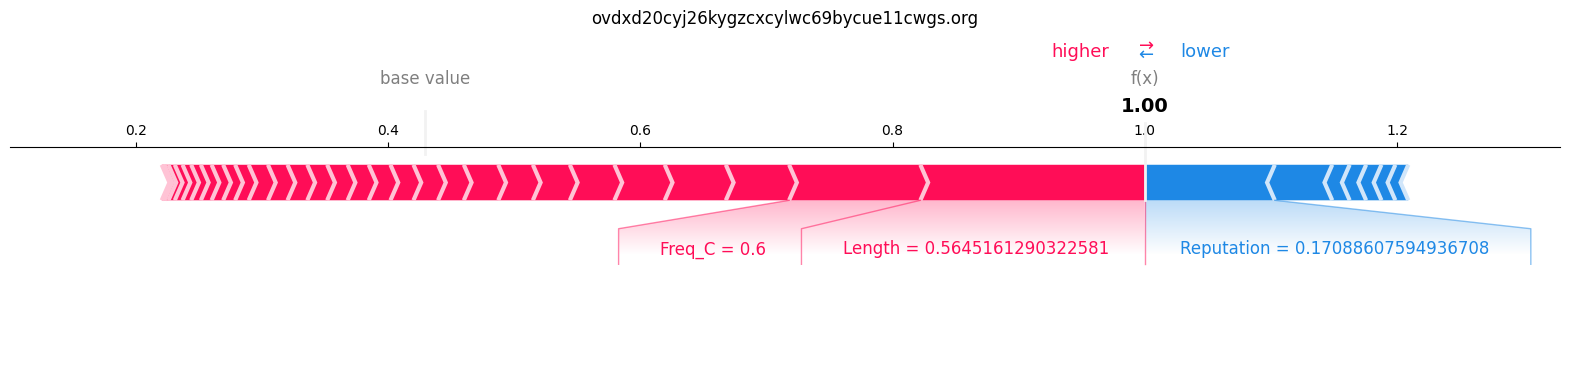 ovdxd20cyj26kygzcxcylwc69bycue11cwgs.org
higher → ← lower
base value f(x)
1.00
0.2 0.4 0.6 0.8 1.0 1.2
Freq_C = 0.6 Length = 0.5645161290322581 Reputation = 0.17088607594936708